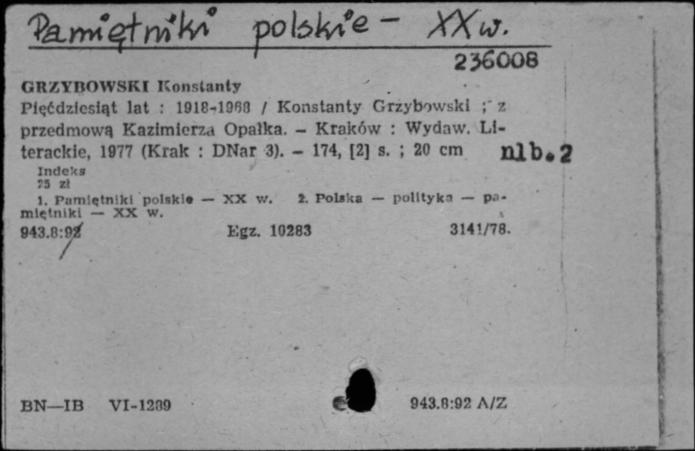 Pamiętniki polskie - XX w.
236008
GRZYBOWSKI Konstanty
Pięćdziesiąt lat : 1918-1968 / Konstanty Grzybowski ; z
przedmową Kazimierza Opałka. - Kraków : Wydaw. Li-
terackie, 1977 (Krak : DNar 3). - 174, [2] s. ; 20 cm nlb.2
Indeks
25 zł
1. Pamiętniki polskie — XX w. 2. Polska — polityka — pa-
miętniki — XX w.
943.8:92 Egz. 10283 3141/78.
BN—IB VI-1289 943.8:92 A/Z